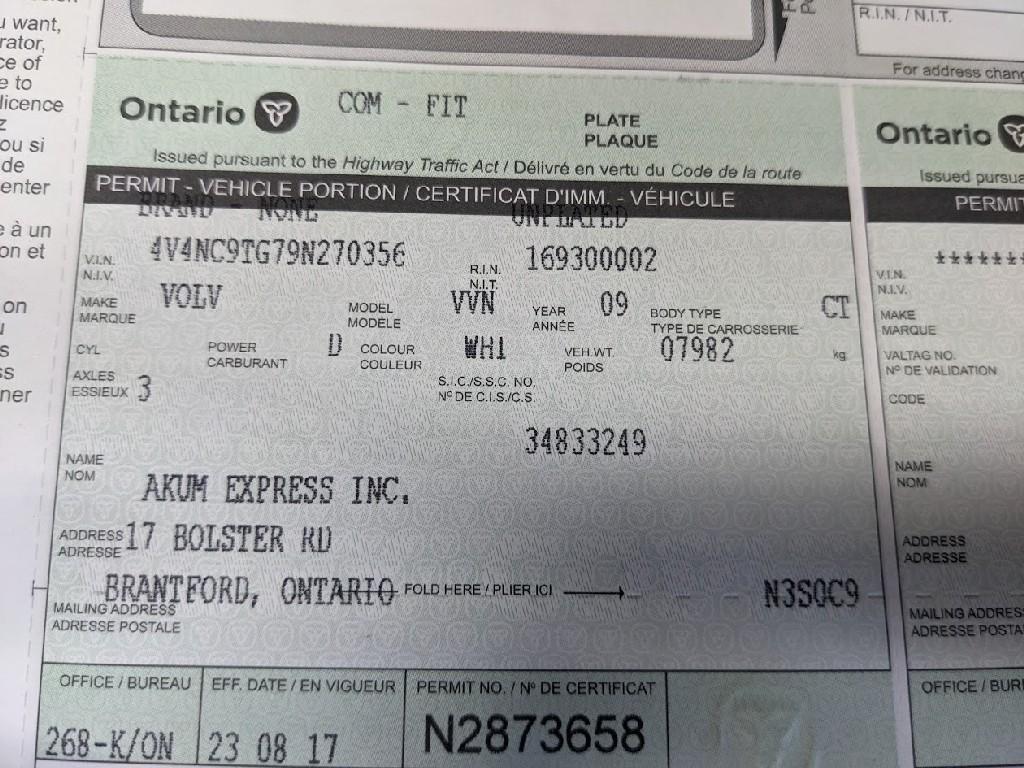 u want,
rator,
ce of
e to
licence
z
ou si
de
enter
e à un
on et
on
u
s
ss
ner
R.I.N. / N.I.T.
For address chang
Ontario COM - FIT
PLATE
PLAQUE
Issued pursuant to the Highway Traffic Act / Délivré en vertu du Code de la route
PERMIT - VEHICLE PORTION / CERTIFICAT D'IMM. - VÉHICULE
BRAND - NONE UNPLATED
V.I.N. 4V4NC9TG79N270356 R.I.N. 169300002
N.I.V. N.I.T.
MAKE VOLV MODEL VVN YEAR 09 BODY TYPE CT
MARQUE MODÈLE ANNÉE TYPE DE CARROSSERIE
CYL POWER D COLOUR WHI VEH.WT. 07982 kg
CARBURANT COULEUR POIDS
AXLES 3 S.I.C./S.S.C. NO.
ESSIEUX Nº DE C.I.S./C.S.
34833249
NAME
NOM
AKUM EXPRESS INC.
ADDRESS 17 BOLSTER RD
ADRESSE
BRANTFORD, ONTARIO FOLD HERE / PLIER ICI N3S0C9
MAILING ADDRESS
ADRESSE POSTALE
OFFICE / BUREAU EFF. DATE / EN VIGUEUR PERMIT NO. / Nº DE CERTIFICAT
268-K/ON 23 08 17 N2873658
Ontario
Issued pursua
PERMIT
V.I.N. *******
N.I.V.
MAKE
MARQUE
VALTAG NO.
Nº DE VALIDATION
CODE
NAME
NOM
ADDRESS
ADRESSE
MAILING ADDRESS
ADRESSE POSTA
OFFICE / BURE